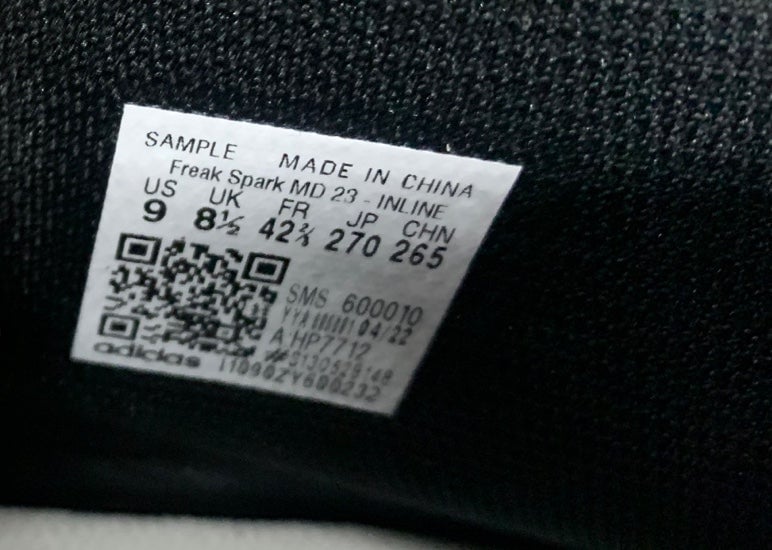 SAMPLE MADE IN CHINA
Freak Spark MD 23 - INLINE
US UK FR JP CHN
9 8½ 42⅔ 270 265
SMS 600010
04/22
A:HP7712
adidas